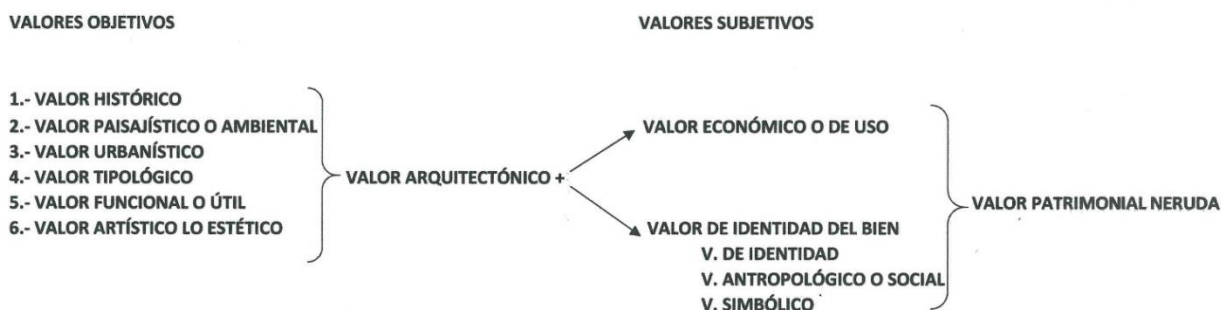 VALORES OBJETIVOS
VALORES SUBJETIVOS
1.- VALOR HISTÓRICO
2.- VALOR PAISAJÍSTICO O AMBIENTAL
3.- VALOR URBANÍSTICO
4.- VALOR TIPOLÓGICO
5.- VALOR FUNCIONAL O ÚTIL
6.- VALOR ARTÍSTICO LO ESTÉTICO
VALOR ARQUITECTÓNICO +
VALOR ECONÓMICO O DE USO
VALOR DE IDENTIDAD DEL BIEN
V. DE IDENTIDAD
V. ANTROPOLÓGICO O SOCIAL
V. SIMBÓLICO
VALOR PATRIMONIAL NERUDA